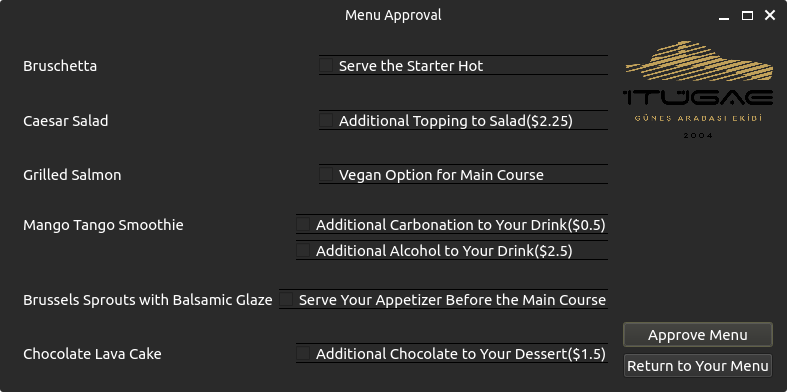 Menu Approval
Bruschetta
Serve the Starter Hot
Caesar Salad
Additional Topping to Salad($2.25)
Grilled Salmon
Vegan Option for Main Course
Mango Tango Smoothie
Additional Carbonation to Your Drink($0.5)
Additional Alcohol to Your Drink($2.5)
Brussels Sprouts with Balsamic Glaze
Serve Your Appetizer Before the Main Course
Chocolate Lava Cake
Additional Chocolate to Your Dessert($1.5)
ITÜGAE
GÜNEŞ ARABASI EKİBİ
2004
Approve Menu
Return to Your Menu